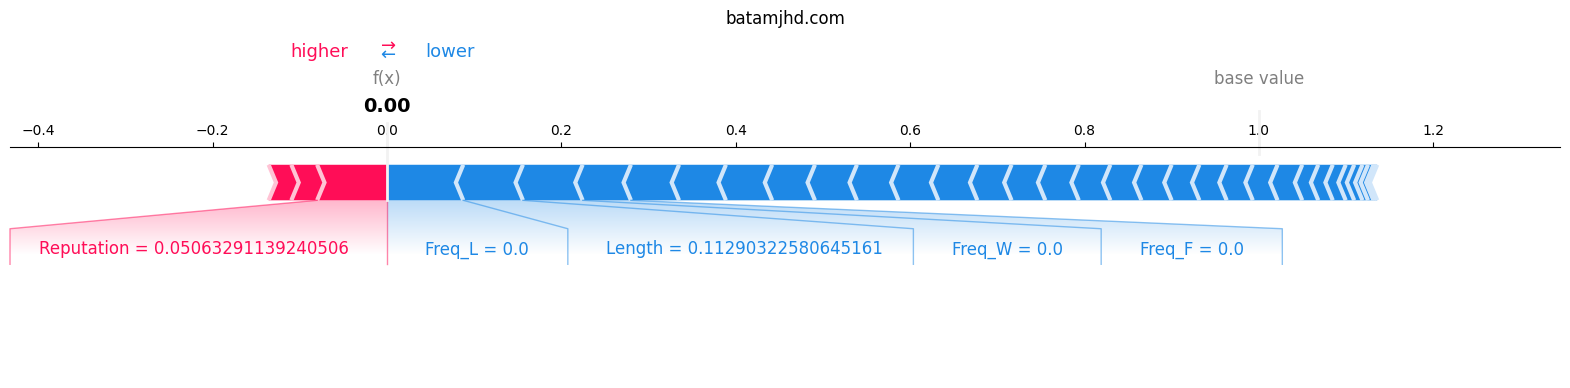 batamjhd.com
higher ⇄ lower
f(x)
base value
0.00
−0.4 −0.2 0.0 0.2 0.4 0.6 0.8 1.0 1.2
Reputation = 0.05063291139240506 Freq_L = 0.0 Length = 0.11290322580645161 Freq_W = 0.0 Freq_F = 0.0